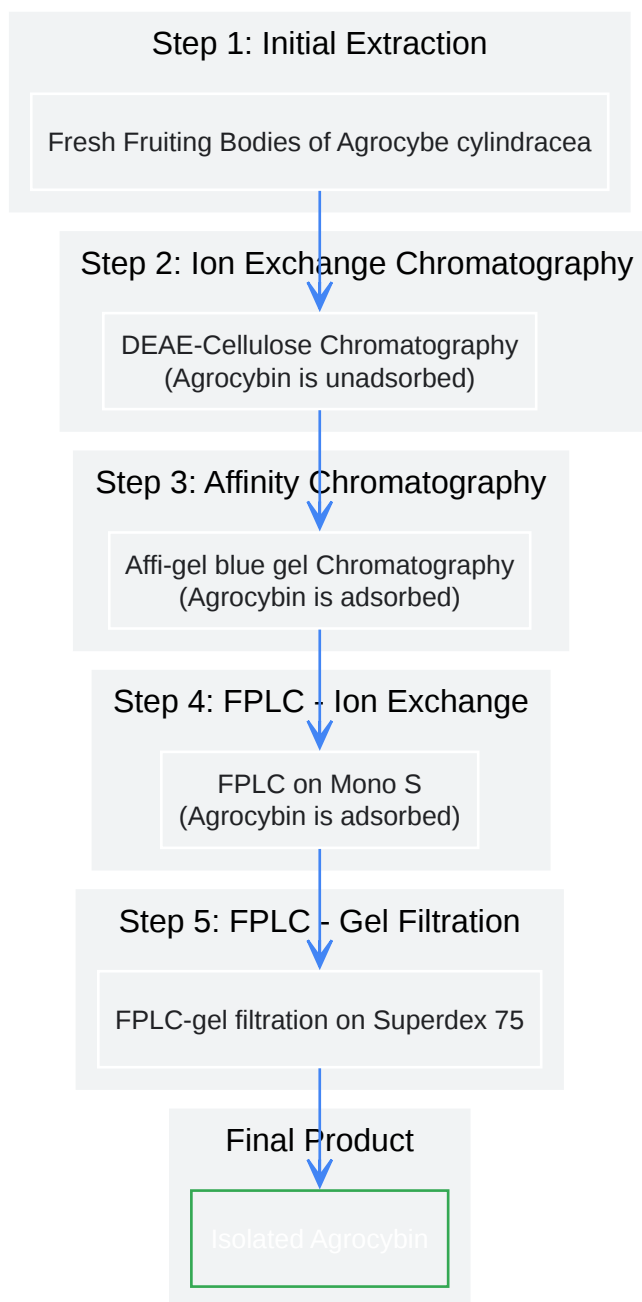 Step 1: Initial Extraction
Fresh Fruiting Bodies of Agrocybe cylindracea
Step 2: Ion Exchange Chromatography
DEAE-Cellulose Chromatography
(Agrocybin is unadsorbed)
Step 3: Affinity Chromatography
Affi-gel blue gel Chromatography
(Agrocybin is adsorbed)
Step 4: FPLC - Ion Exchange
FPLC on Mono S
(Agrocybin is adsorbed)
Step 5: FPLC - Gel Filtration
FPLC-gel filtration on Superdex 75
Final Product
Isolated Agrocybin